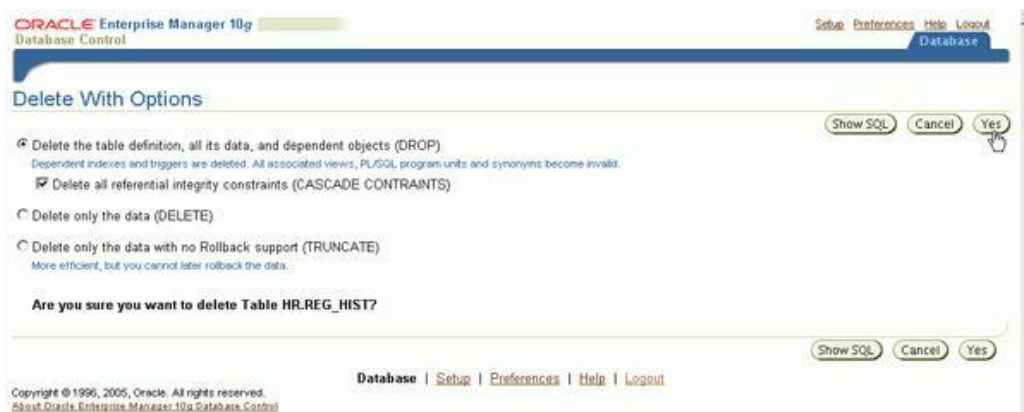 ORACLE Enterprise Manager 10g
Database Control
Setup Preferences Help Logout
Database
Delete With Options
Show SQL Cancel Yes
Delete the table definition, all its data, and dependent objects (DROP)
Dependent indexes and triggers are deleted. All associated views, PL/SQL program units and synonyms become invalid.
Delete all referential integrity constraints (CASCADE CONTRAINTS)
Delete only the data (DELETE)
Delete only the data with no Rollback support (TRUNCATE)
More efficient, but you cannot later rollback the data.
Are you sure you want to delete Table HR.REG_HIST?
Show SQL Cancel Yes
Database | Setup | Preferences | Help | Logout
Copyright © 1996, 2005, Oracle. All rights reserved.
About Oracle Enterprise Manager 10g Database Control